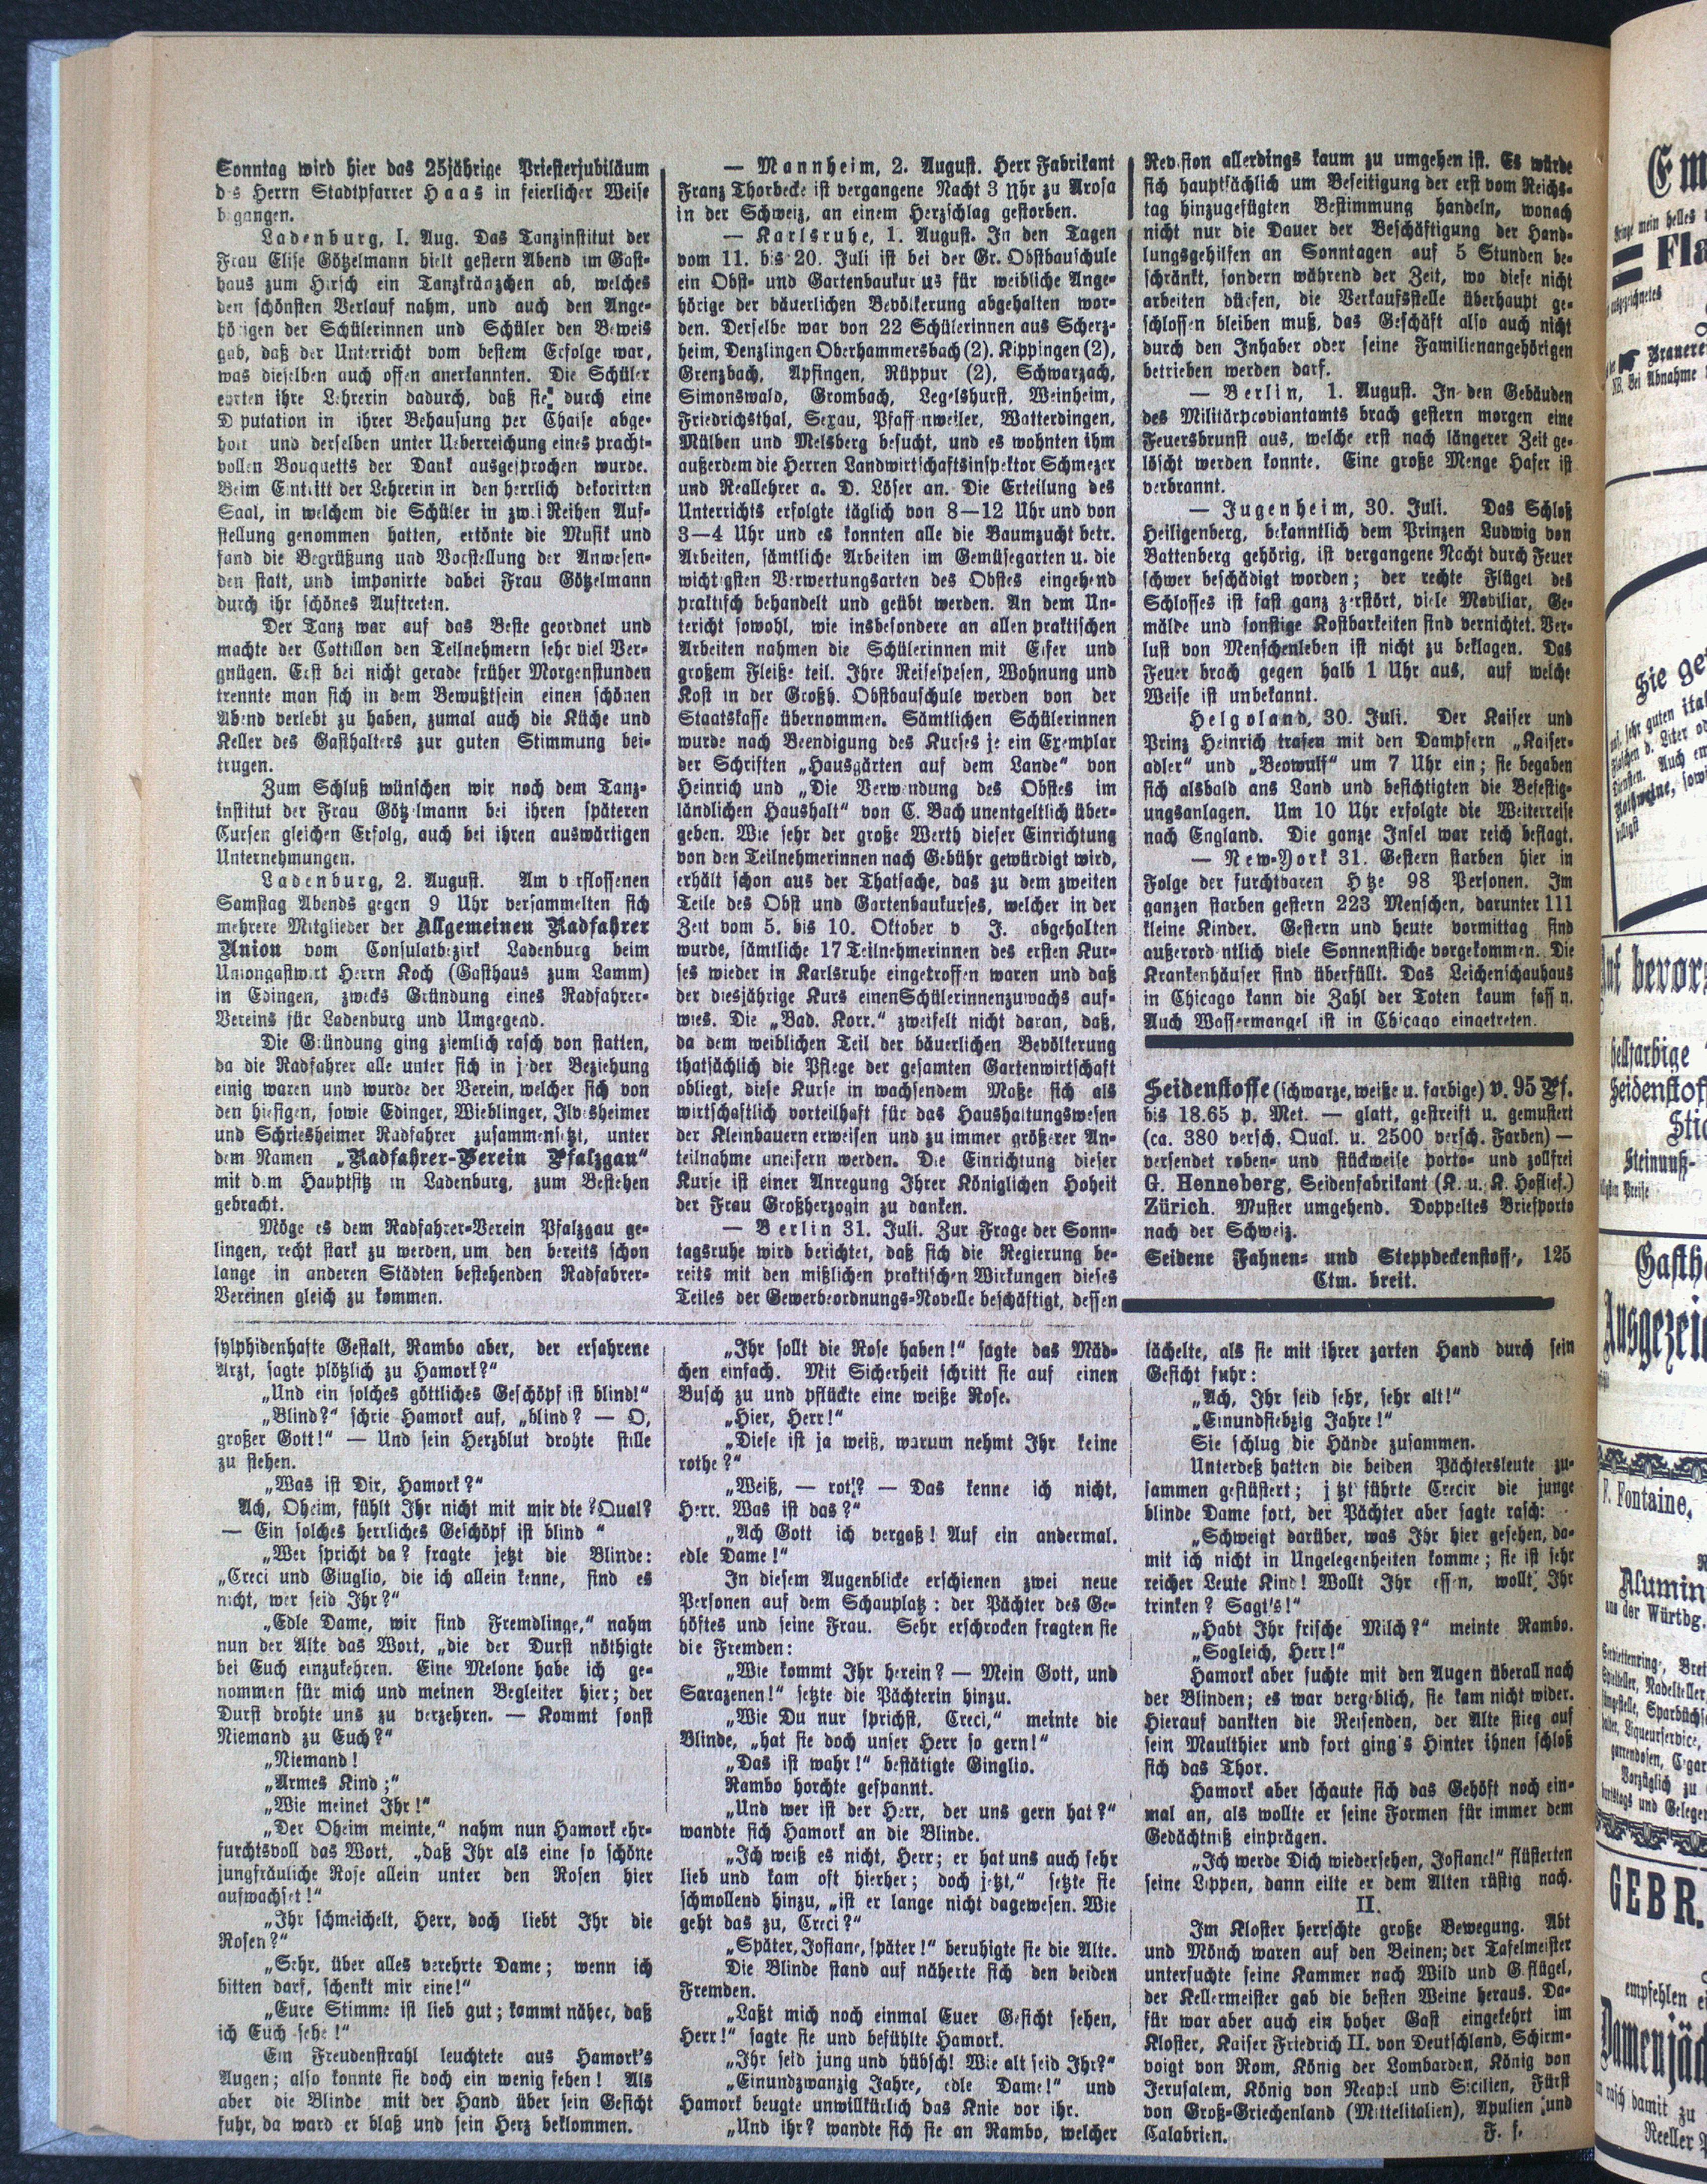 Sonntag wird hier das 25jährige Priesterjubiläum
d s Herrn Stadtpfarrer Haas in feierlicher Weise
b gangen.
Ladenburg, 1. Aug. Das Tanzinstitut der
Frau Elise Götzelmann hielt gestern Abend im Gast-
haus zum Hirsch ein Tanzkränzchen ab, welches
den schönsten Verlauf nahm, und auch den Ange-
hörigen der Schülerinnen und Schüler den Beweis
gab, daß der Unterricht vom bestem Erfolge war,
was dieselben auch offen anerkannten. Die Schüler
ehrten ihre Lehrerin dadurch, daß sie durch eine
D putation in ihrer Behausung per Chaise abge-
holt und derselben unter Ueberreichung eines pracht-
vollen Bouquetts der Dank ausgesprochen wurde.
Beim Eintritt der Lehrerin in den herrlich dekorirten
Saal, in welchem die Schüler in zwei Reihen Auf-
stellung genommen hatten, ertönte die Musik und
fand die Begrüßung und Vorstellung der Anwesen-
den statt, und imponirte dabei Frau Götzelmann
durch ihr schönes Auftreten.
Der Tanz war auf das Beste geordnet und
machte der Cottillon den Teilnehmern sehr viel Ver-
gnügen. Erst bei nicht gerade früher Morgenstunden
trennte man sich in dem Bewußtsein einen schönen
Abend verlebt zu haben, zumal auch die Küche und
Keller des Gasthalters zur guten Stimmung bei-
trugen.
Zum Schluß wünschen wir noch dem Tanz-
institut der Frau Götzelmann bei ihren späteren
Cursen gleichen Erfolg, auch bei ihren auswärtigen
Unternehmungen.
Ladenburg, 2. August. Am v rflossenen
Samstag Abends gegen 9 Uhr versammelten sich
mehrere Mitglieder der Allgemeinen Radfahrer
Union vom Consulatbezirk Ladenburg beim
Uniongastwirt Herrn Koch (Gasthaus zum Lamm)
in Edingen, zwecks Gründung eines Radfahrer-
Vereins für Ladenburg und Umgegend.
Die Gründung ging ziemlich rasch von statten,
da die Radfahrer alle unter sich in j der Beziehung
einig waren und wurde der Verein, welcher sich von
den hiesigen, sowie Edinger, Wieblinger, Ilvesheimer
und Schriesheimer Radfahrer zusammensetzt, unter
dem Namen „Radfahrer-Verein Pfalzgau“
mit dem Hauptsitz in Ladenburg, zum Bestehen
gebracht.
Möge es dem Radfahrer-Verein Pfalzgau ge-
lingen, recht stark zu werden, um den bereits schon
lange in anderen Städten bestehenden Radfahrer-
Vereinen gleich zu kommen.
— Mannheim, 2. August. Herr Fabrikant
Franz Thorbecke ist vergangene Nacht 3 Uhr zu Arosa
in der Schweiz, an einem Herzschlag gestorben.
— Karlsruhe, 1. August. In den Tagen
vom 11. bis 20. Juli ist bei der Gr. Obstbauschule
ein Obst- und Gartenbaukur us für weibliche Ange-
hörige der bäuerlichen Bevölkerung abgehalten wor-
den. Derselbe war von 22 Schülerinnen aus Scherz-
heim, Denzlingen Oberhammersbach (2). Kippingen (2),
Grenzbach, Apfingen, Rüppur (2), Schwarzach,
Simonswald, Grombach, Legelshurst, Weinheim,
Friedrichsthal, Sexau, Pfaffenweiler, Watterdingen,
Mülben und Melsberg besucht, und es wohnten ihm
außerdem die Herren Landwirtschaftsinspektor Schmezer
und Reallehrer a. D. Löser an. Die Erteilung des
Unterrichts erfolgte täglich von 8—12 Uhr und von
3—4 Uhr und es konnten alle die Baumzucht betr.
Arbeiten, sämtliche Arbeiten im Gemüsegarten u. die
wichtigsten Verwertungsarten des Obstes eingehend
praktisch behandelt und geübt werden. An dem Un-
tericht sowohl, wie insbesondere an allen praktischen
Arbeiten nahmen die Schülerinnen mit Eifer und
großem Fleiße teil. Ihre Reisespesen, Wohnung und
Kost in der Großh. Obstbauschule werden von der
Staatskasse übernommen. Sämtlichen Schülerinnen
wurde nach Beendigung des Kurses je ein Exemplar
der Schriften „Hausgärten auf dem Lande“ von
Heinrich und „Die Verwendung des Obstes im
ländlichen Haushalt“ von C. Bach unentgeltlich über-
geben. Wie sehr der große Werth dieser Einrichtung
von den Teilnehmerinnen nach Gebühr gewürdigt wird,
erhält schon aus der Thatsache, das zu dem zweiten
Teile des Obst und Gartenbaukurses, welcher in der
Zeit vom 5. bis 10. Oktober v J. abgehalten
wurde, sämtliche 17 Teilnehmerinnen des ersten Kur-
ses wieder in Karlsruhe eingetroffen waren und daß
der diesjährige Kurs einen Schülerinnenzuwachs auf-
wies. Die „Bad. Korr.“ zweifelt nicht daran, daß,
da dem weiblichen Teil der bäuerlichen Bevölkerung
thatsächlich die Pflege der gesamten Gartenwirtschaft
obliegt, diese Kurse in wachsendem Maße sich als
wirtschaftlich vorteilhaft für das Haushaltungswesen
der Kleinbauern erweisen und zu immer größerer An-
teilnahme aneifern werden. Die Einrichtung dieser
Kurse ist einer Anregung Ihrer Königlichen Hoheit
der Frau Großherzogin zu danken.
— Berlin 31. Juli. Zur Frage der Sonn-
tagsruhe wird berichtet, daß sich die Regierung be-
reits mit den mißlichen praktischen Wirkungen dieses
Teiles der Gewerbeordnungs-Novelle beschäftigt, dessen
Rev sion allerdings kaum zu umgehen ist. Es würde
sich hauptsächlich um Beseitigung der erst vom Reichs-
tag hinzugefügten Bestimmung handeln, wonach
nicht nur die Dauer der Beschäftigung der Hand-
lungsgehilfen an Sonntagen auf 5 Stunden be-
schränkt, sondern während der Zeit, wo diese nicht
arbeiten dürfen, die Verkaufsstelle überhaupt ge-
schlossen bleiben muß, das Geschäft also auch nicht
durch den Inhaber oder seine Familienangehörigen
betrieben werden darf.
— Berlin, 1. August. In den Gebäuden
des Militärproviantamts brach gestern morgen eine
Feuersbrunst aus, welche erst nach längerer Zeit ge-
löscht werden konnte. Eine große Menge Hafer ist
verbrannt.
— Jugenheim, 30. Juli. Das Schloß
Heiligenberg, bekanntlich dem Prinzen Ludwig von
Battenberg gehörig, ist vergangene Nacht durch Feuer
schwer beschädigt worden; der rechte Flügel des
Schlosses ist fast ganz zerstört, viele Mobiliar, Ge-
mälde und sonstige Kostbarkeiten sind vernichtet. Ver-
lust von Menschenleben ist nicht zu beklagen. Das
Feuer brach gegen halb 1 Uhr aus, auf welche
Weise ist unbekannt.
Helgoland, 30. Juli. Der Kaiser und
Prinz Heinrich trafen mit den Dampfern „Kaiser-
adler“ und „Beowulf“ um 7 Uhr ein; sie begaben
sich alsbald ans Land und besichtigten die Befestig-
ungsanlagen. Um 10 Uhr erfolgte die Weiterreise
nach England. Die ganze Insel war reich beflagt.
— New-York 31. Gestern starben hier in
Folge der furchtbaren H tze 98 Personen. Im
ganzen starben gestern 223 Menschen, darunter 111
kleine Kinder. Gestern und heute vormittag sind
außerord ntlich viele Sonnenstiche vorgekommen. Die
Krankenhäuser sind überfüllt. Das Leichenschauhaus
in Chicago kann die Zahl der Toten kaum fass n.
Auch Wassermangel ist in Chicago eingetreten.
Seidenstoffe (schwarze, weiße u. farbige) v. 95 Pf.
bis 18.65 p. Met. — glatt, gestreift u. gemustert
(ca. 380 versch. Qual. u. 2500 versch. Farben) —
versendet roben- und stückweise porto- und zollfrei
G. Henneberg, Seidenfabrikant (K. u. K. Hoflief.)
Zürich. Muster umgehend. Doppeltes Briefporto
nach der Schweiz.
Seidene Fahnen- und Steppdeckenstoffe, 125
Ctm. breit.
sylphidenhafte Gestalt, Rambo aber, der erfahrene
Arzt, sagte plötzlich zu Hamork?“
„Und ein solches göttliches Geschöpf ist blind!“
„Blind?“ schrie Hamork auf, „blind? — O,
großer Gott!“ — Und sein Herzblut drohte stille
zu stehen.
„Was ist Dir, Hamork?“
Ach, Oheim, fühlt Ihr nicht mit mir die ?Qual?
— Ein solches herrliches Geschöpf ist blind “
„Wer spricht da? fragte jetzt die Blinde:
„Creci und Giuglio, die ich allein kenne, sind es
nicht, wer seid Ihr?“
„Edle Dame, wir sind Fremdlinge,“ nahm
nun der Alte das Wort, „die der Durst nöthigte
bei Euch einzukehren. Eine Melone habe ich ge-
nommen für mich und meinen Begleiter hier; der
Durst drohte uns zu verzehren. — Kommt sonst
Niemand zu Euch?“
„Niemand!
„Armes Kind;“
„Wie meinet Ihr!“
„Der Oheim meinte,“ nahm nun Hamork ehr-
furchtsvoll das Wort, „daß Ihr als eine so schöne
jungfräuliche Rose allein unter den Rosen hier
aufwachset!“
„Ihr schmeichelt, Herr, doch liebt Ihr die
Rosen?“
„Sehr, über alles verehrte Dame; wenn ich
bitten darf, schenkt mir eine!“
„Eure Stimme ist lieb gut; kommt näher, daß
ich Euch sehe!“
Ein Freudenstrahl leuchtete aus Hamork's
Augen; also konnte sie doch ein wenig sehen! Als
aber die Blinde mit der Hand über sein Gesicht
fuhr, da ward er blaß und sein Herz beklommen.
„Ihr sollt die Rose haben!“ sagte das Mäd-
chen einfach. Mit Sicherheit schritt sie auf einen
Busch zu und pflückte eine weiße Rose.
„Hier, Herr!“
„Diese ist ja weiß, warum nehmt Ihr keine
rothe?“
„Weiß, — rot? — Das kenne ich nicht,
Herr. Was ist das?“
„Ach Gott ich vergaß! Auf ein andermal.
edle Dame!“
In diesem Augenblicke erschienen zwei neue
Personen auf dem Schauplatz: der Pächter des Ge-
höftes und seine Frau. Sehr erschrocken fragten sie
die Fremden:
„Wie kommt Ihr herein? — Mein Gott, und
Sarazenen!“ setzte die Pächterin hinzu.
„Wie Du nur sprichst, Creci,“ meinte die
Blinde, „hat sie doch unser Herr so gern!“
„Das ist wahr!“ bestätigte Ginglio.
Rambo horchte gespannt.
„Und wer ist der Herr, der uns gern hat?“
wandte sich Hamork an die Blinde.
„Ich weiß es nicht, Herr; er hat uns auch sehr
lieb und kam oft hierher; doch jetzt,“ setzte sie
schmollend hinzu, „ist er lange nicht dagewesen. Wie
geht das zu, Creci?“
„Später, Josiane, später!“ beruhigte sie die Alte.
Die Blinde stand auf näherte sich den beiden
Fremden.
„Laßt mich noch einmal Euer Gesicht sehen,
Herr!“ sagte sie und befühlte Hamork.
„Ihr seid jung und hübsch! Wie alt seid Ihr?“
„Einundzwanzig Jahre, edle Dame!“ und
Hamork beugte unwillkürlich das Knie vor ihr.
„Und ihr? wandte sich sie an Rambo, welcher
lächelte, als sie mit ihrer zarten Hand durch sein
Gesicht fuhr:
„Ach, Ihr seid sehr, sehr alt!“
„Einundsiebzig Jahre!“
Sie schlug die Hände zusammen.
Unterdeß hatten die beiden Pächtersleute zu-
sammen geflüstert; j tzt führte Crecir die junge
blinde Dame fort, der Pächter aber sagte rasch:
„Schweigt darüber, was Ihr hier gesehen, da-
mit ich nicht in Ungelegenheiten komme; sie ist sehr
reicher Leute Kind! Wollt Ihr essen, wollt Ihr
trinken? Sagt's!“
„Habt Ihr frische Milch?“ meinte Rambo.
„Sogleich, Herr!“
Hamork aber suchte mit den Augen überall nach
der Blinden; es war vergeblich, sie kam nicht wider.
Hierauf dankten die Reisenden, der Alte stieg auf
sein Maulthier und fort ging's Hinter ihnen schloß
sich das Thor.
Hamork aber schaute sich das Gehöft noch ein-
mal an, als wollte er seine Formen für immer dem
Gedächtniß einprägen.
„Ich werde Dich wiedersehen, Josiane!“ flüsterten
seine Lippen, dann eilte er dem Alten rüstig nach.
II.
Im Kloster herrschte große Bewegung. Abt
und Mönch waren auf den Beinen; der Tafelmeister
untersuchte seine Kammer nach Wild und G flügel,
der Kellermeister gab die besten Weine heraus. Da-
für war aber auch ein hoher Gast eingekehrt im
Kloster, Kaiser Friedrich II. von Deutschland, Schirm-
voigt von Rom, König der Lombarden, König von
Jerusalem, König von Neapel und Sicilien, Fürst
von Groß-Griechenland (Mittelitalien), Apulien und
Calabrien.
F. f.
Em
mein helles
Fla
ausgezeichnetes
Brauere
NB. Bei Abnahme
Sie ge
sehr guten ita
Flaschen d. Liter od
Auch en
Rothweine, sow
billigst
bevor
hellfarbige
Seidenstof
Stic
Steinnuß-
Preise
Gasth
Ausgezei
F. Fontaine,
Alumin
aus der Württbg.
Serviettenring, Bret
Spielteller, Nadelteller
Sparbüchs
Liqueurservice,
Cigar
Vorzüglich zu
und Gelegen
GEBR.
empfehlen ei
Damenjäck
rasch damit zu
Reeller